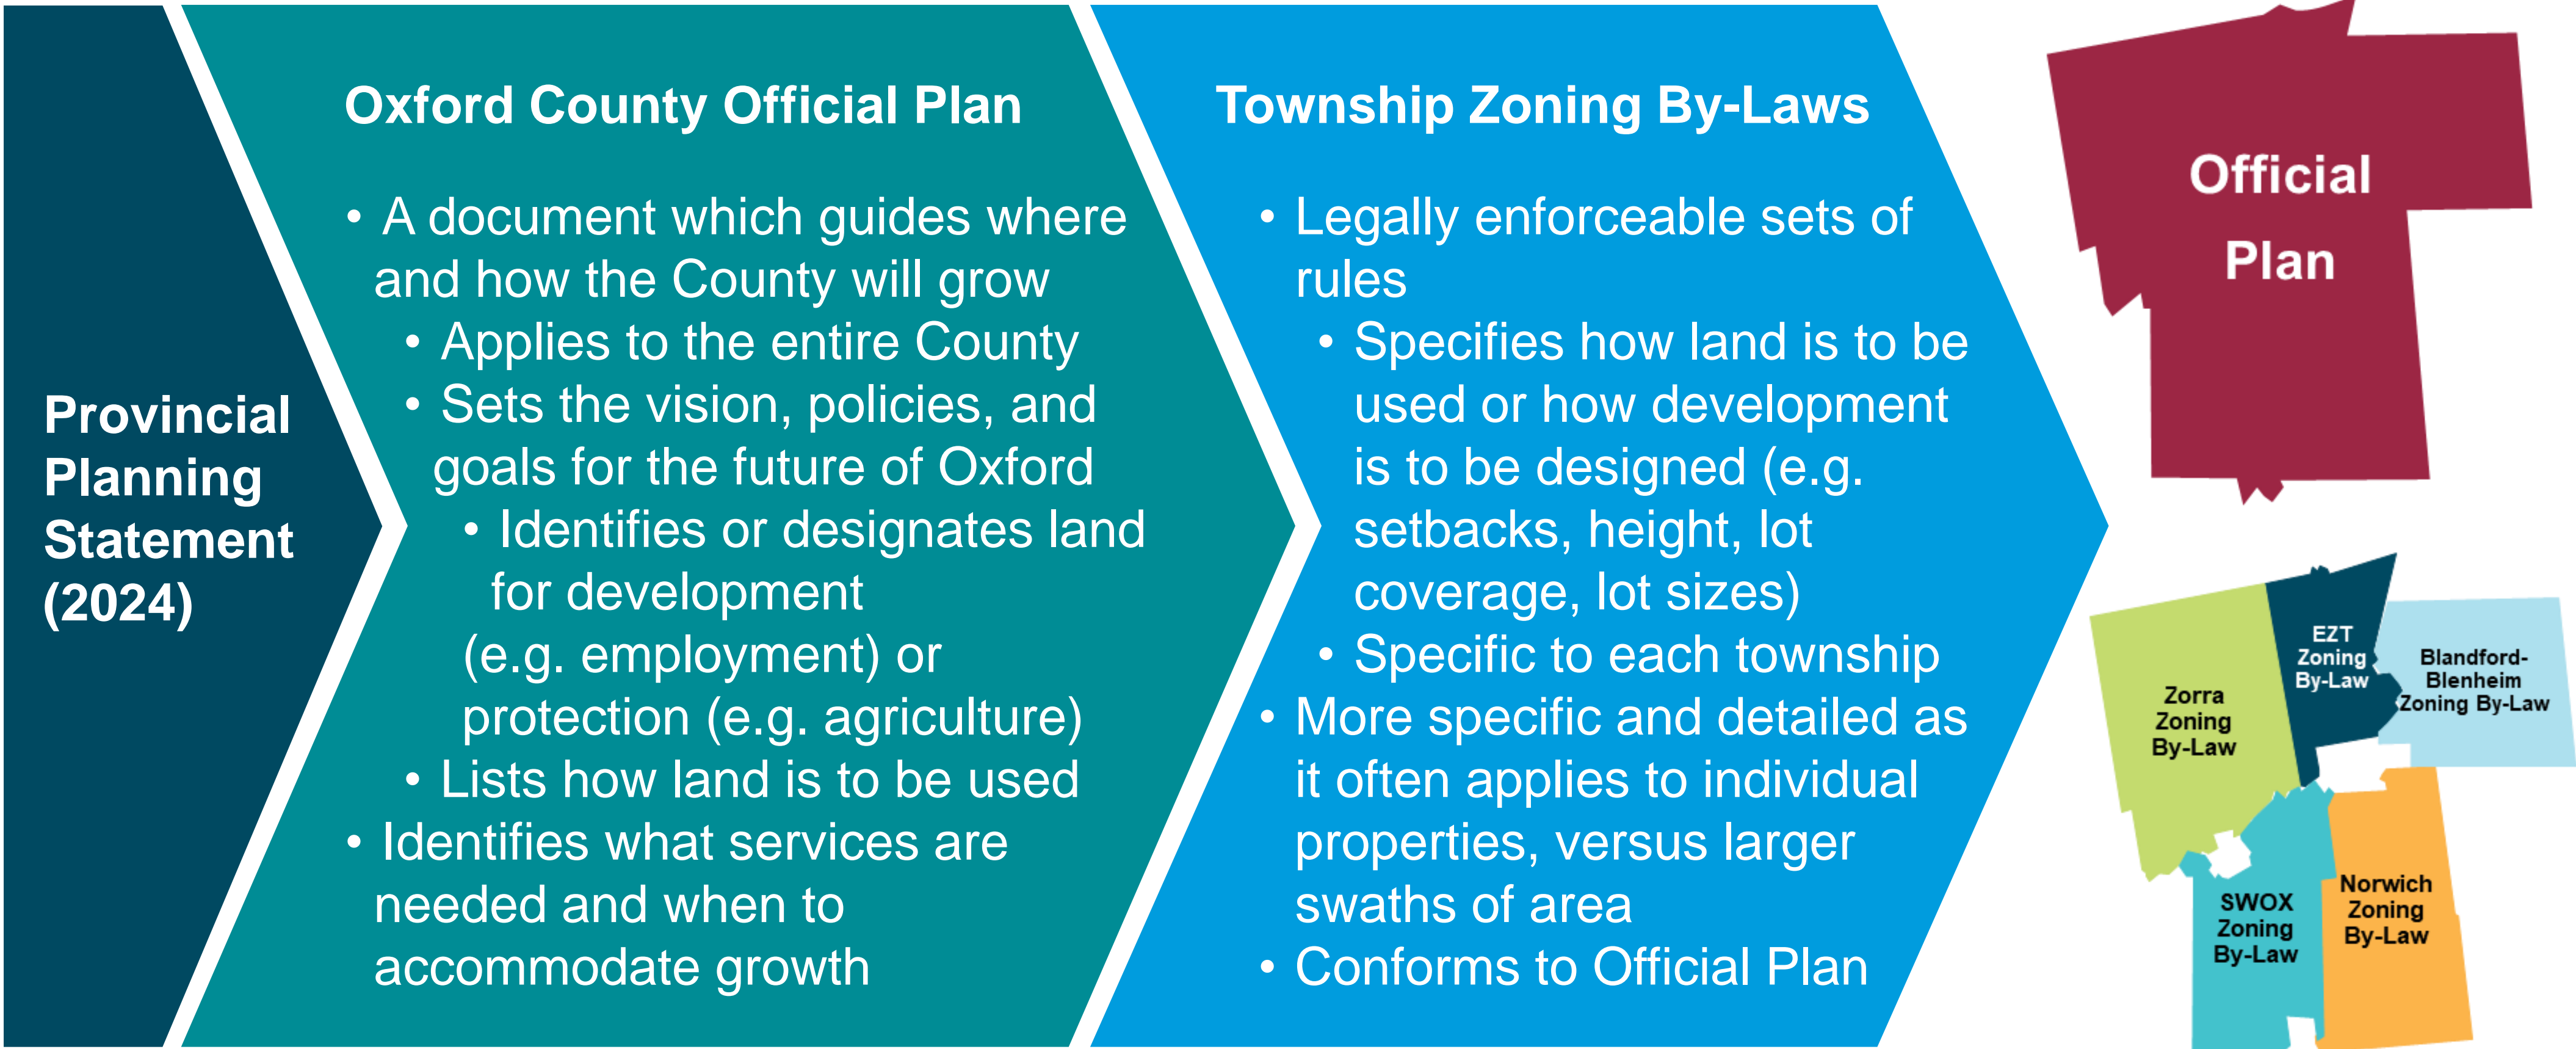 Provincial
Planning
Statement
(2024)
Oxford County Official Plan
• A document which guides where
and how the County will grow
• Applies to the entire County
• Sets the vision, policies, and
goals for the future of Oxford
• Identifies or designates land
for development
(e.g. employment) or
protection (e.g. agriculture)
• Lists how land is to be used
• Identifies what services are
needed and when to
accommodate growth
Township Zoning By-Laws
• Legally enforceable sets of
rules
• Specifies how land is to be
used or how development
is to be designed (e.g.
setbacks, height, lot
coverage, lot sizes)
• Specific to each township
• More specific and detailed as
it often applies to individual
properties, versus larger
swaths of area
• Conforms to Official Plan
Official
Plan
Zorra
Zoning
By-Law
EZT
Zoning
By-Law
Blandford-
Blenheim
Zoning By-Law
SWOX
Zoning
By-Law
Norwich
Zoning
By-Law